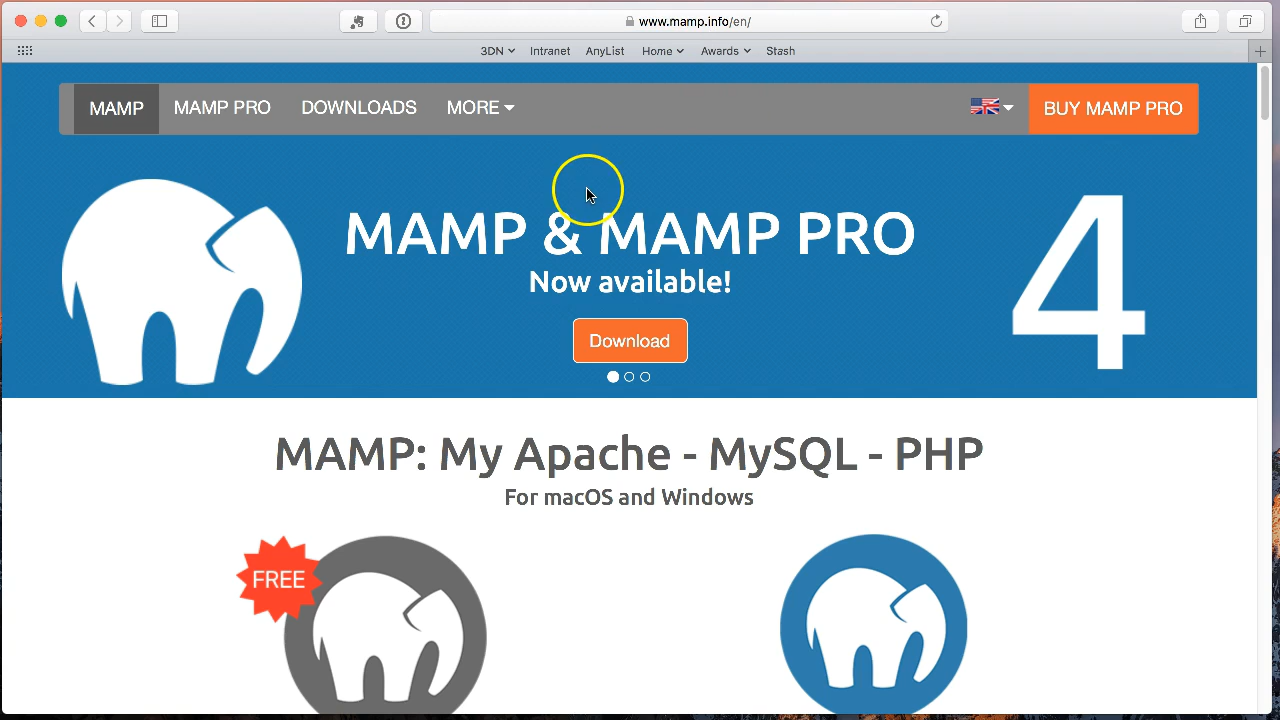 www.mamp.info/en/
3DN Intranet AnyList Home Awards Stash
MAMP MAMP PRO DOWNLOADS MORE BUY MAMP PRO
MAMP & MAMP PRO
Now available!
4
Download
MAMP: My Apache - MySQL - PHP
For macOS and Windows
FREE